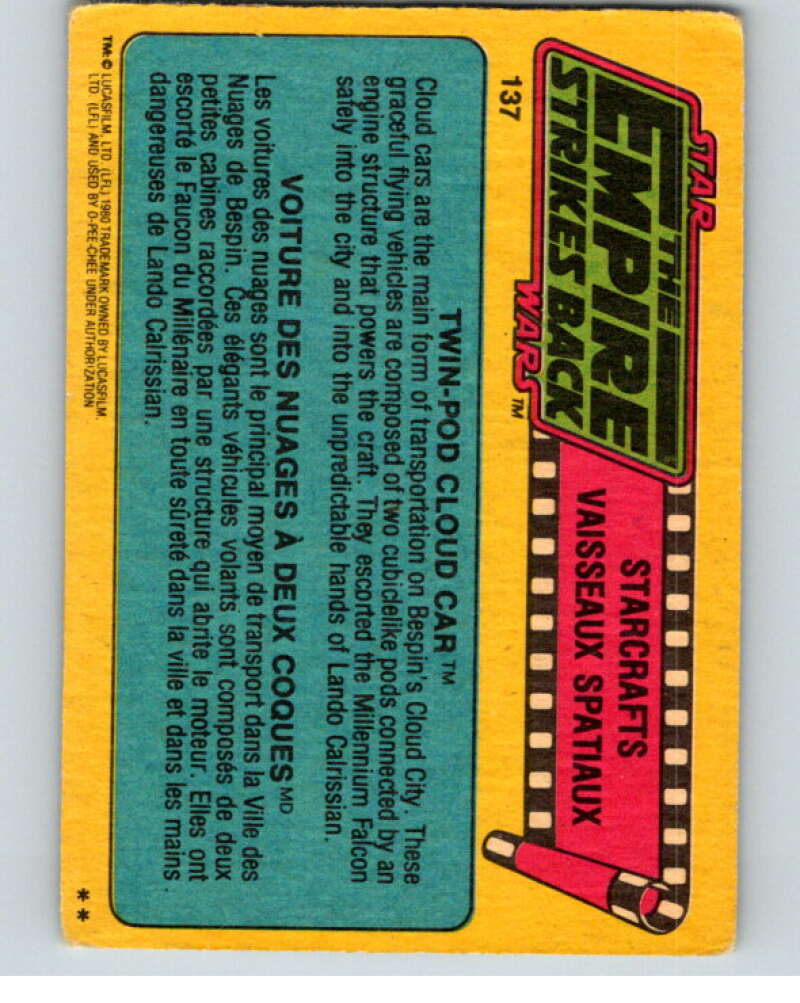 STAR
THE
EMPIRE
STRIKES BACK
WARS™
STARCRAFTS
VAISSEAUX SPATIAUX
137
TWIN-POD CLOUD CAR™
Cloud cars are the main form of transportation on Bespin's Cloud City. These
graceful flying vehicles are composed of two cubiclelike pods connected by an
engine structure that powers the craft. They escorted the Millennium Falcon
safely into the city and into the unpredictable hands of Lando Calrissian.
VOITURE DES NUAGES À DEUX COQUES MD
Les voitures des nuages sont le principal moyen de transport dans la Ville des
Nuages de Bespin. Ces élégants véhicules volants sont composés de deux
petites cabines raccordées par une structure qui abrite le moteur. Elles ont
escorté le Faucon du Millénaire en toute sûreté dans la ville et dans les mains
dangereuses de Lando Calrissian.
TM: © LUCASFILM, LTD. (LFL) 1980 TRADEMARK OWNED BY LUCASFILM,
LTD. (LFL) AND USED BY O-PEE-CHEE UNDER AUTHORIZATION
**